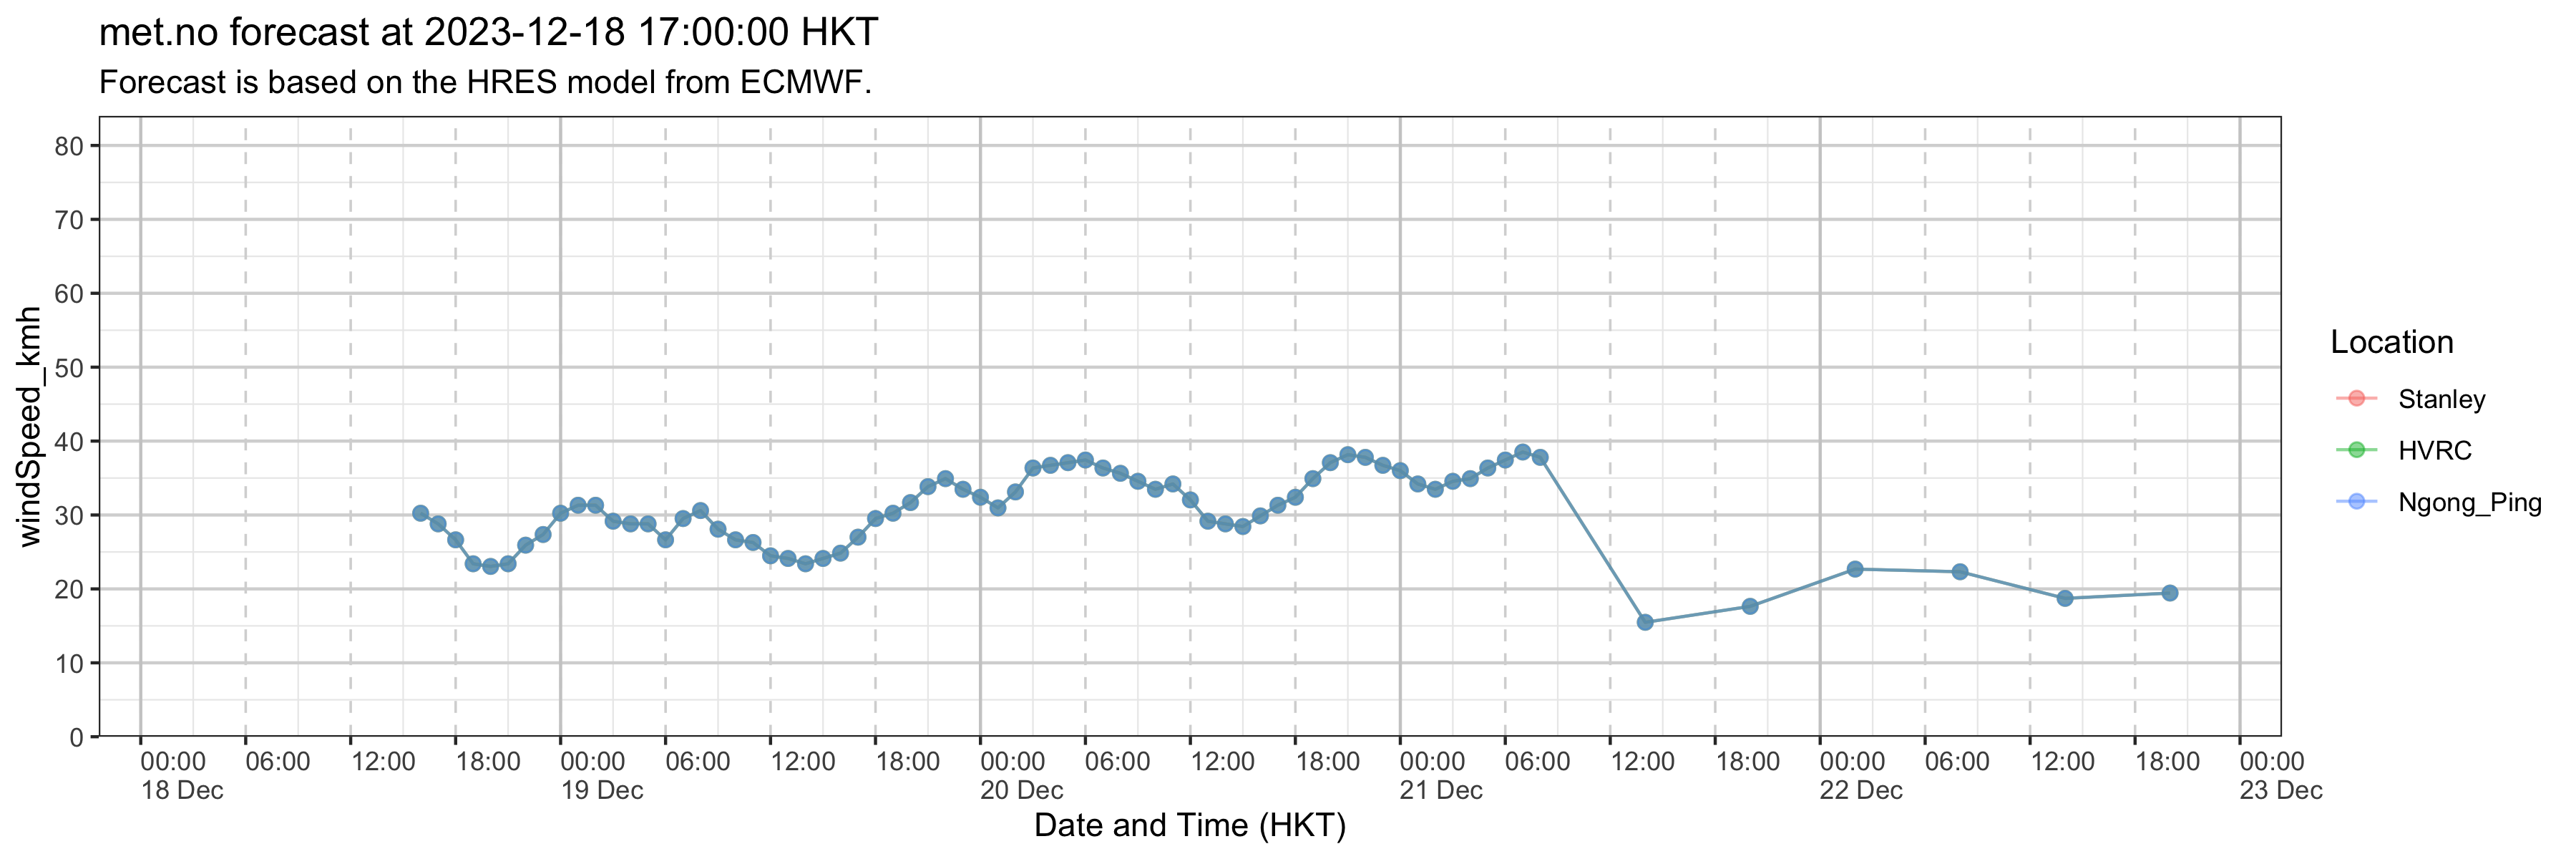 met.no forecast at 2023-12-18 17:00:00 HKT
Forecast is based on the HRES model from ECMWF.
windSpeed_kmh
80
70
60
50
40
30
20
10
0
00:00 06:00 12:00 18:00 00:00 06:00 12:00 18:00 00:00 06:00 12:00 18:00 00:00 06:00 12:00 18:00 00:00 06:00 12:00 18:00 00:00
18 Dec 19 Dec 20 Dec 21 Dec 22 Dec 23 Dec
Date and Time (HKT)
Location
Stanley
HVRC
Ngong_Ping